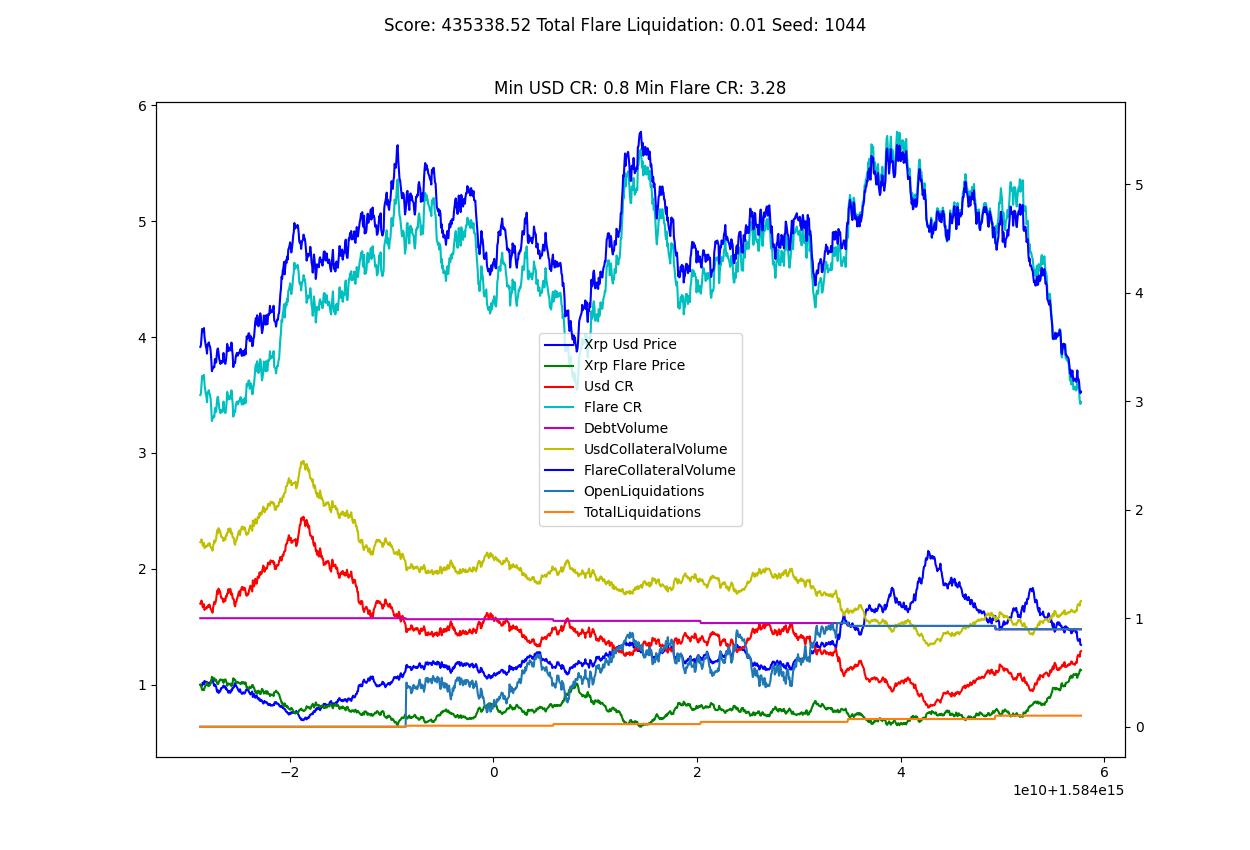 Score: 435338.52 Total Flare Liquidation: 0.01 Seed: 1044
Min USD CR: 0.8 Min Flare CR: 3.28
6
5
4
3
2
1
5
4
3
2
1
0
Xrp Usd Price
Xrp Flare Price
Usd CR
Flare CR
DebtVolume
UsdCollateralVolume
FlareCollateralVolume
OpenLiquidations
TotalLiquidations
−2 0 2 4 6
1e10+1.584e15